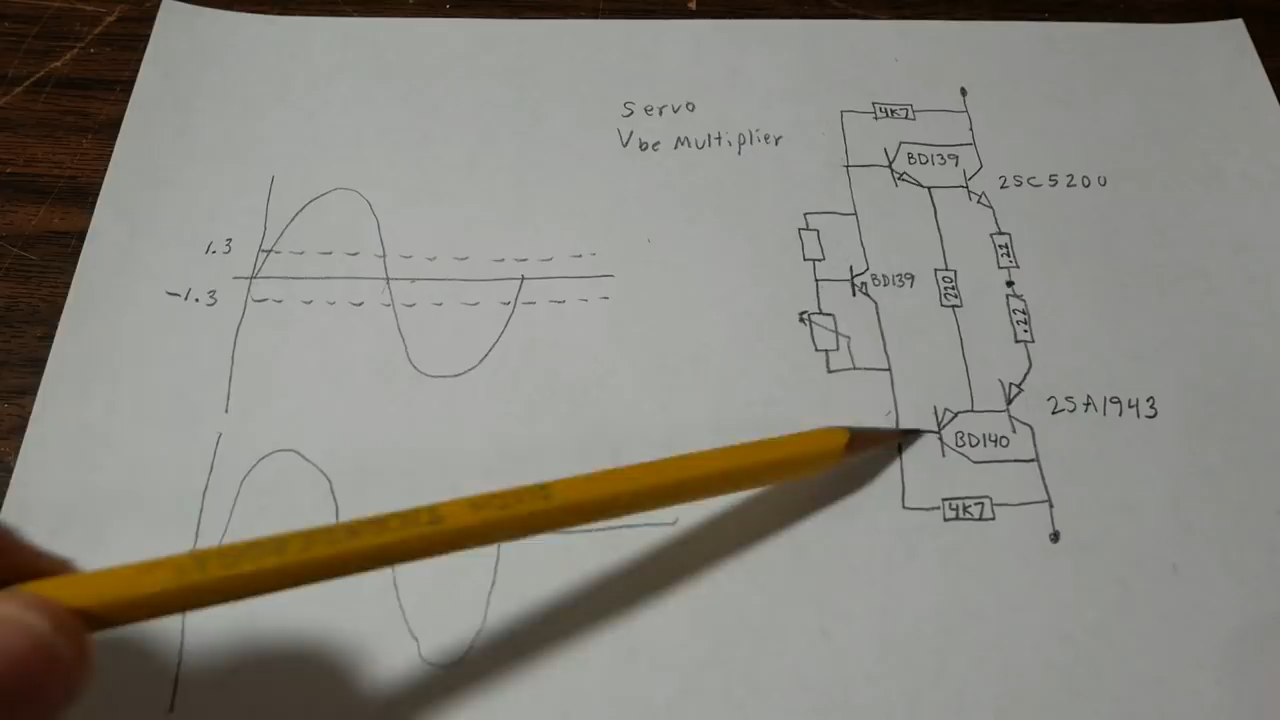 Servo
Vbe Multiplier
4K7
BD139
2SC5200
1.3
-1.3
.22
BD139
220
.22
2SA1943
BD140
4K7